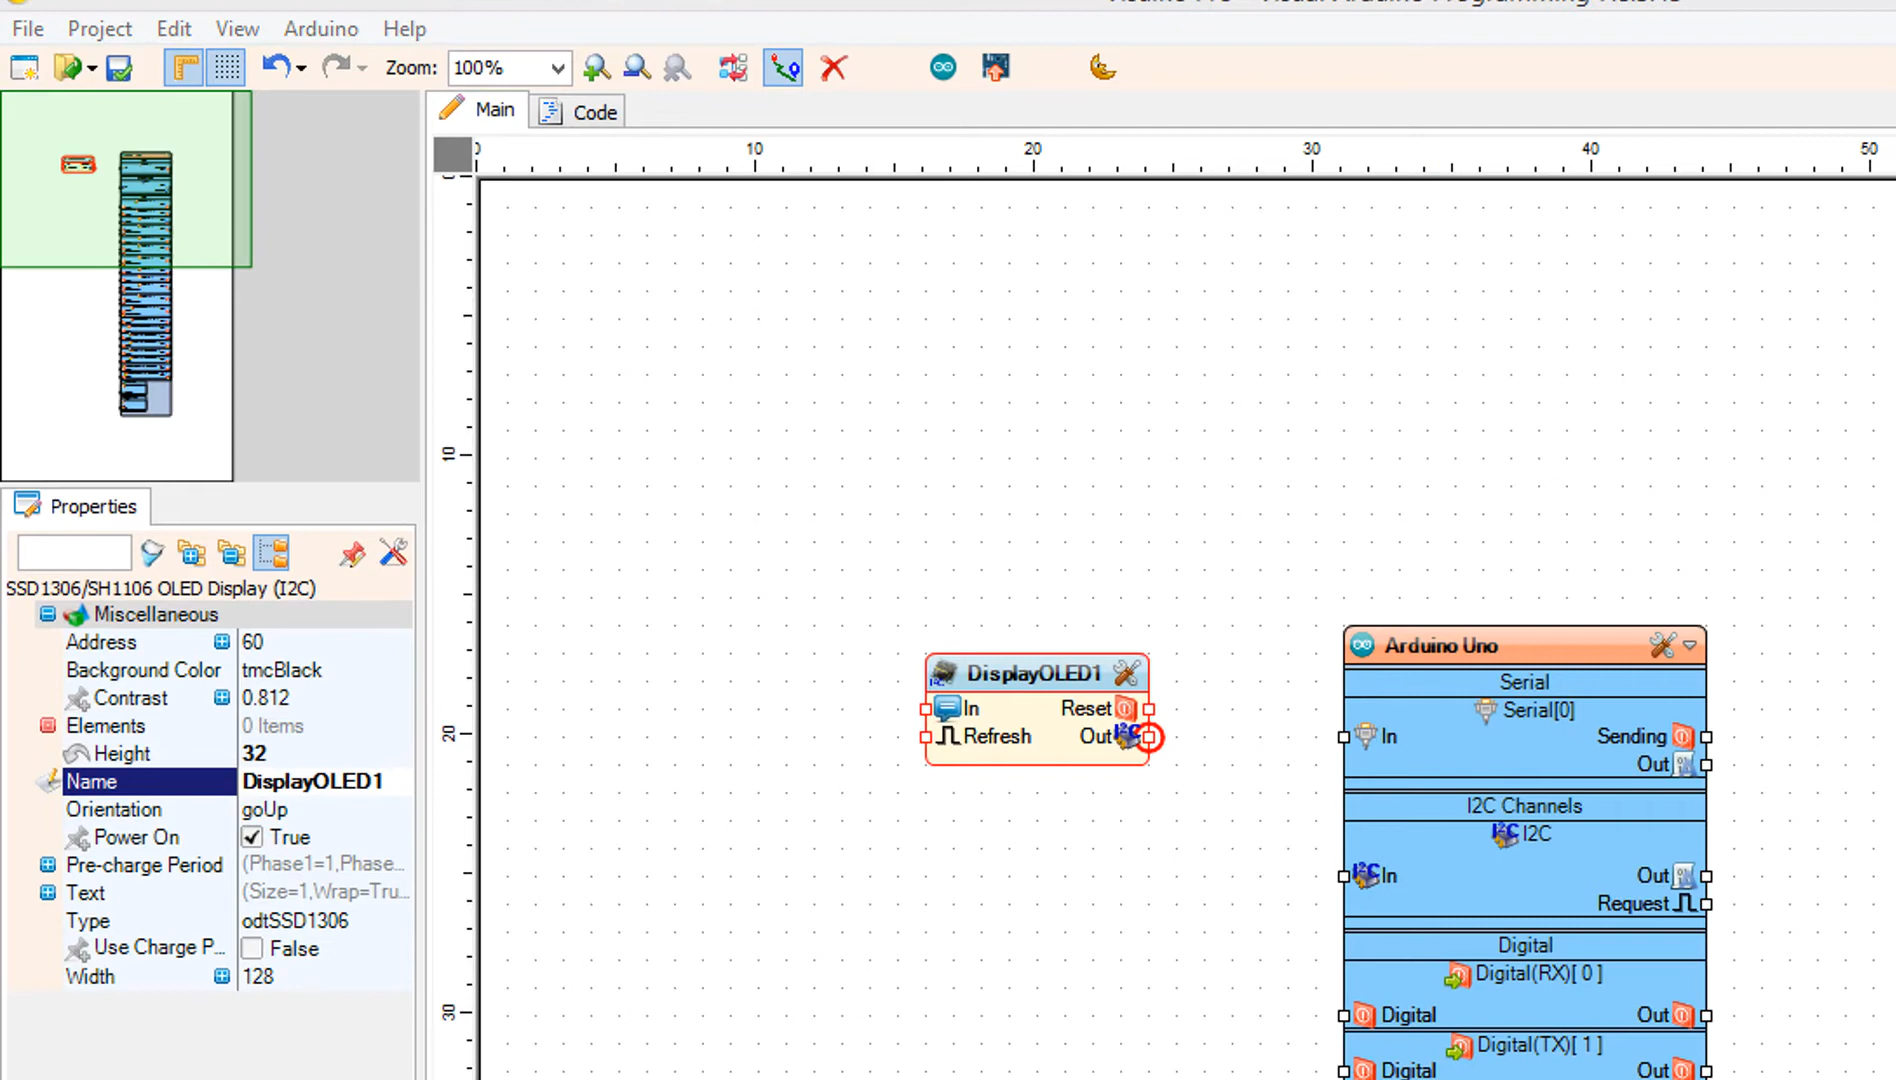 File Project Edit View Arduino Help
Zoom: 100%
Main Code
10 20 30 40 50
10
20
30
Properties
SSD1306/SH1106 OLED Display (I2C)
Miscellaneous
Address 60
Background Color tmcBlack
Contrast 0.812
Elements 0 Items
Height 32
Name DisplayOLED1
Orientation goUp
Power On True
Pre-charge Period (Phase1=1,Phase...
Text (Size=1,Wrap=Tru...
Type odtSSD1306
Use Charge P... False
Width 128
DisplayOLED1
In Reset
Refresh Out I2C
Arduino Uno
Serial
Serial[0]
In Sending
Out
I2C Channels
I2C I2C
I2C In Out
Request
Digital
Digital(RX)[ 0 ]
Digital Out
Digital(TX)[ 1 ]
Digital Out